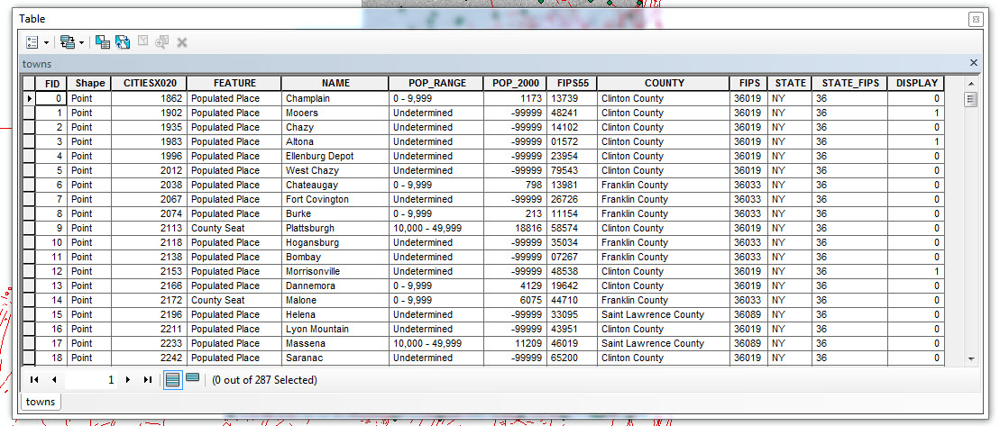 Table
towns
FID Shape CITIESX020 FEATURE NAME POP_RANGE POP_2000 FIPS55 COUNTY FIPS STATE STATE_FIPS DISPLAY
0 Point 1862 Populated Place Champlain 0 - 9,999 1173 13739 Clinton County 36019 NY 36 0
1 Point 1902 Populated Place Mooers Undetermined -99999 48241 Clinton County 36019 NY 36 1
2 Point 1935 Populated Place Chazy Undetermined -99999 14102 Clinton County 36019 NY 36 0
3 Point 1983 Populated Place Altona Undetermined -99999 01572 Clinton County 36019 NY 36 1
4 Point 1996 Populated Place Ellenburg Depot Undetermined -99999 23954 Clinton County 36019 NY 36 0
5 Point 2012 Populated Place West Chazy Undetermined -99999 79543 Clinton County 36019 NY 36 0
6 Point 2038 Populated Place Chateaugay 0 - 9,999 798 13981 Franklin County 36033 NY 36 0
7 Point 2067 Populated Place Fort Covington Undetermined -99999 26726 Franklin County 36033 NY 36 0
8 Point 2074 Populated Place Burke 0 - 9,999 213 11154 Franklin County 36033 NY 36 0
9 Point 2113 County Seat Plattsburgh 10,000 - 49,999 18816 58574 Clinton County 36019 NY 36 0
10 Point 2118 Populated Place Hogansburg Undetermined -99999 35034 Franklin County 36033 NY 36 0
11 Point 2138 Populated Place Bombay Undetermined -99999 07267 Franklin County 36033 NY 36 0
12 Point 2153 Populated Place Morrisonville Undetermined -99999 48538 Clinton County 36019 NY 36 1
13 Point 2166 Populated Place Dannemora 0 - 9,999 4129 19642 Clinton County 36019 NY 36 0
14 Point 2172 County Seat Malone 0 - 9,999 6075 44710 Franklin County 36033 NY 36 0
15 Point 2196 Populated Place Helena Undetermined -99999 33095 Saint Lawrence County 36089 NY 36 0
16 Point 2211 Populated Place Lyon Mountain Undetermined -99999 43951 Clinton County 36019 NY 36 0
17 Point 2233 Populated Place Massena 10,000 - 49,999 11209 46019 Saint Lawrence County 36089 NY 36 0
18 Point 2242 Populated Place Saranac Undetermined -99999 65200 Clinton County 36019 NY 36 0
1 (0 out of 287 Selected)
towns